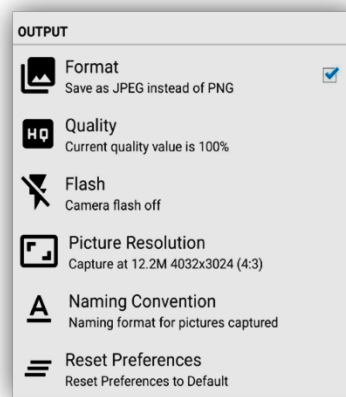 OUTPUT
Format
Save as JPEG instead of PNG
HQ
Quality
Current quality value is 100%
Flash
Camera flash off
Picture Resolution
Capture at 12.2M 4032x3024 (4:3)
A
Naming Convention
Naming format for pictures captured
Reset Preferences
Reset Preferences to Default